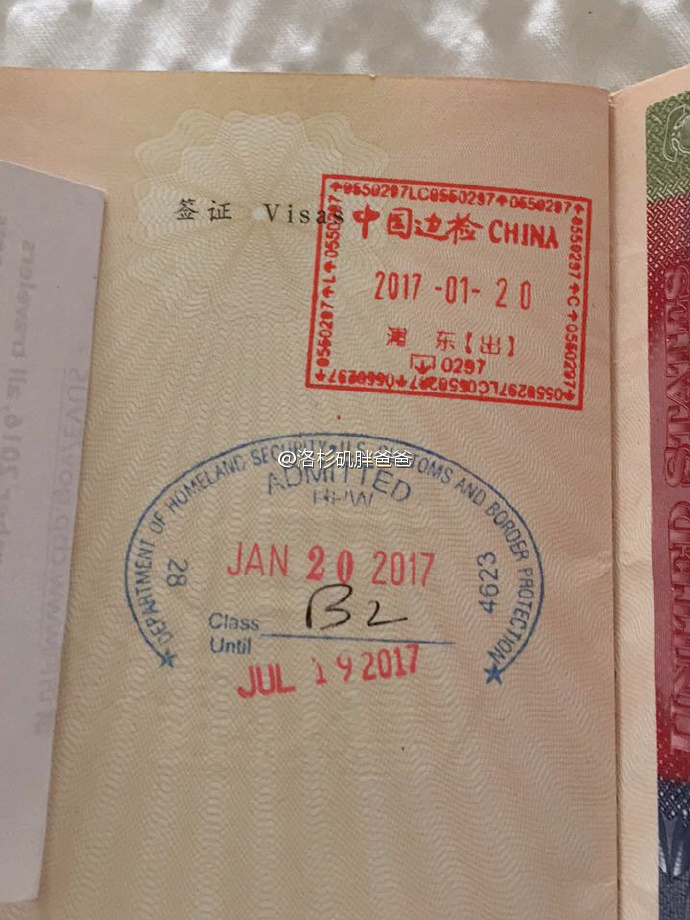 签证 Visas
0550297LC0550297 0550297
中国边检 CHINA
2017-01-20
浦 东【出】
0297
@洛杉矶胖爸爸
DEPARTMENT OF HOMELAND SECURITY U.S. CUSTOMS AND BORDER PROTECTION
ADMITTED
28
JAN 20 2017
4623
Class B2
Until
JUL 19 2017